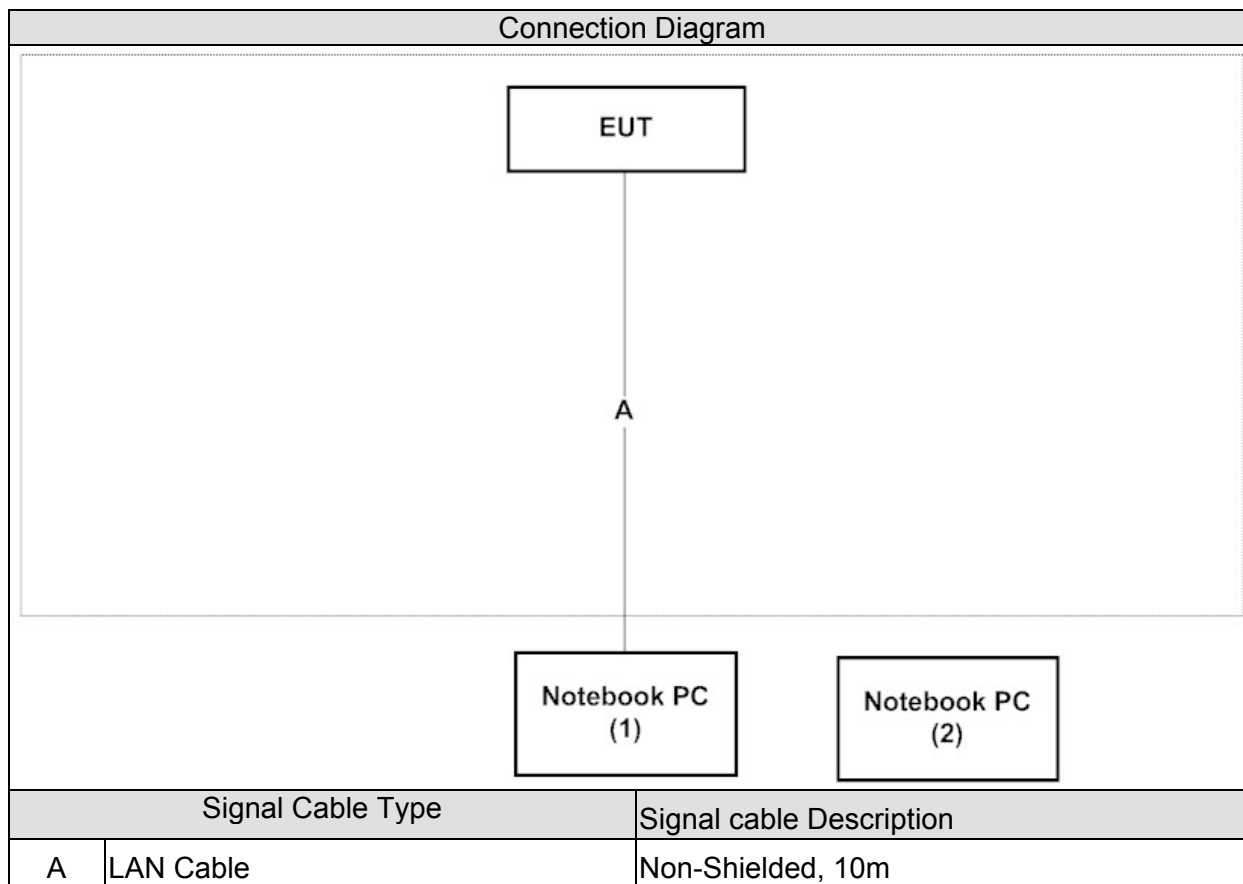 Connection Diagram
EUT
A
Notebook PC
(1)
Notebook PC
(2)
Signal Cable Type
Signal cable Description
A
LAN Cable
Non-Shielded, 10m